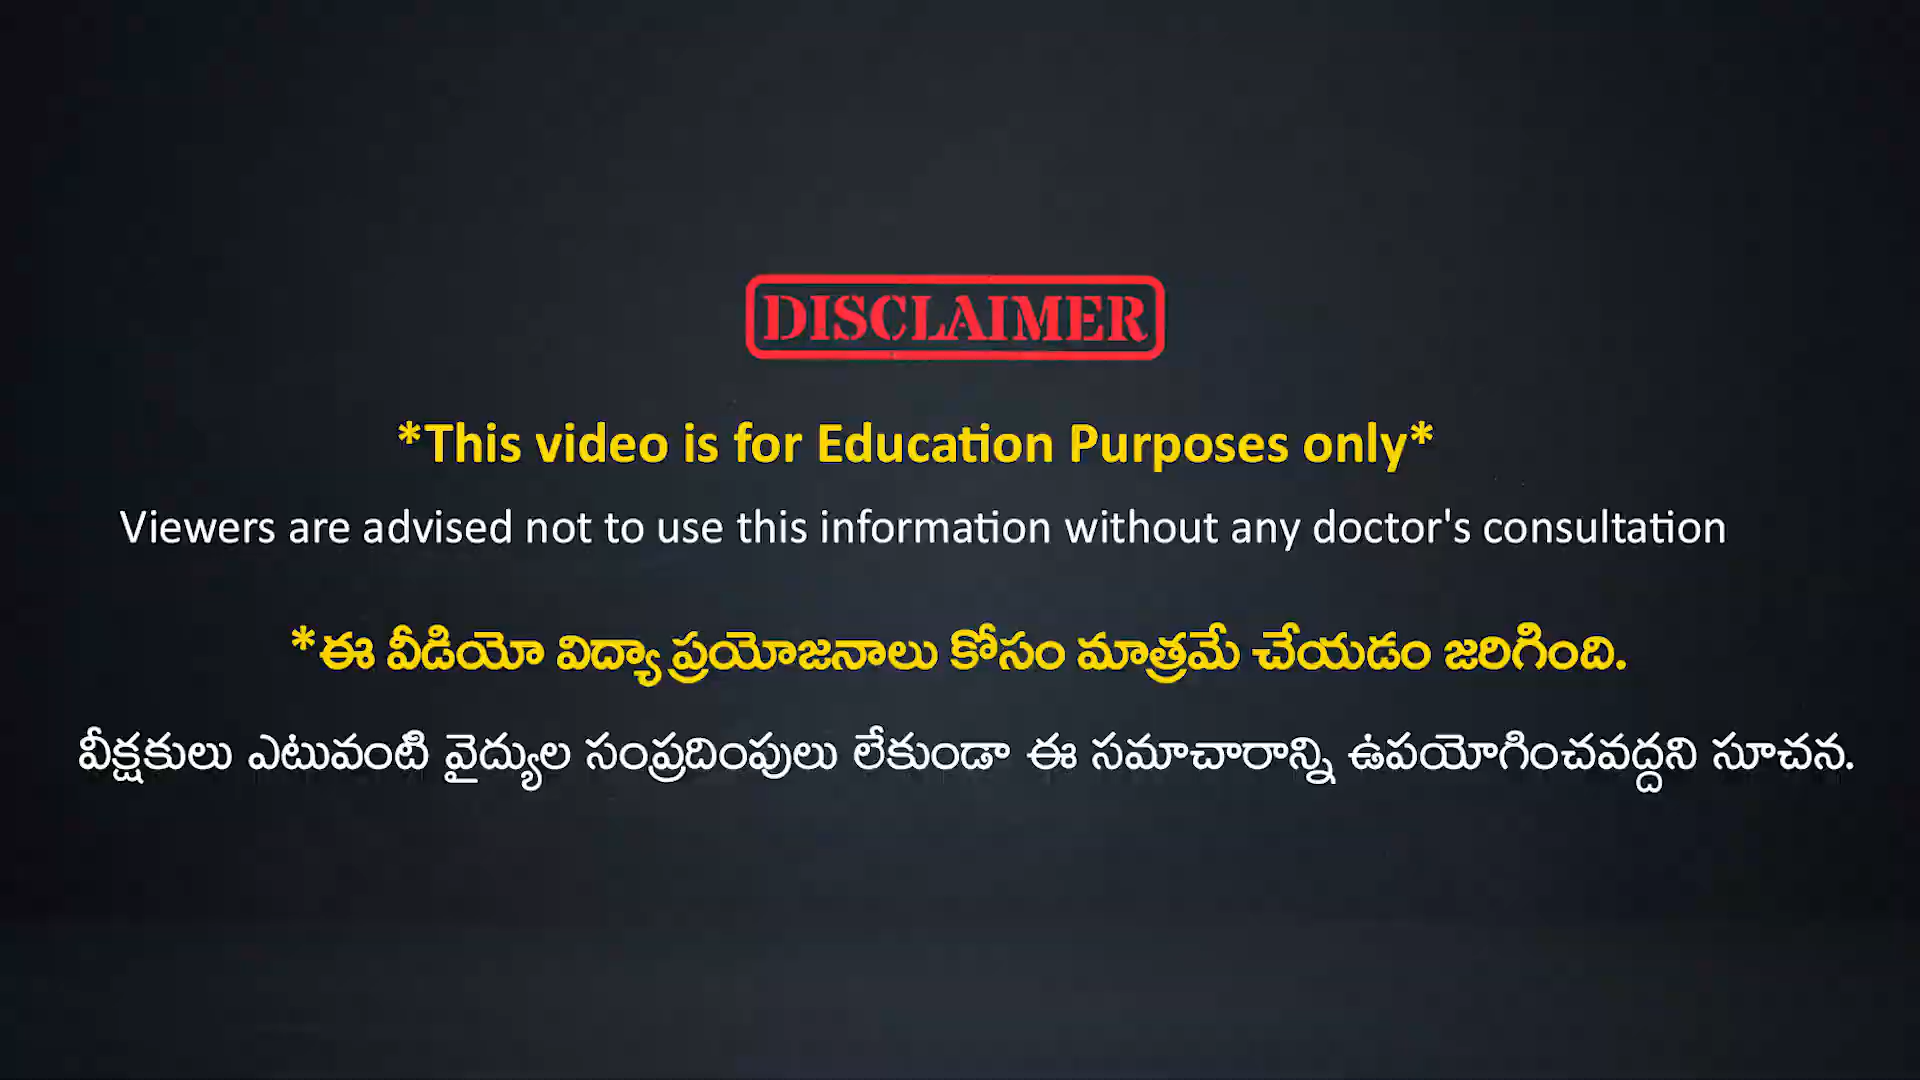 DISCLAIMER
*This video is for Education Purposes only*
Viewers are advised not to use this information without any doctor's consultation
*ఈ వీడియో విద్యా ప్రయోజనాలు కోసం మాత్రమే చేయడం జరిగింది.
వీక్షకులు ఎటువంటి వైద్యుల సంప్రదింపులు లేకుండా ఈ సమాచారాన్ని ఉపయోగించవద్దని సూచన.